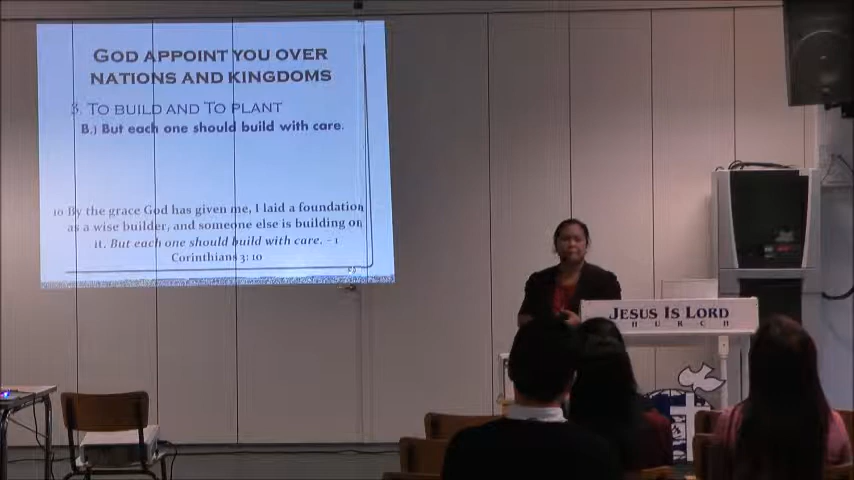 GOD APPOINT YOU OVER
NATIONS AND KINGDOMS
3. TO BUILD AND TO PLANT
B.) But each one should build with care.
10 By the grace God has given me, I laid a foundation
as a wise builder, and someone else is building on
it. But each one should build with care. - 1
Corinthians 3: 10
JESUS IS LORD
CHURCH